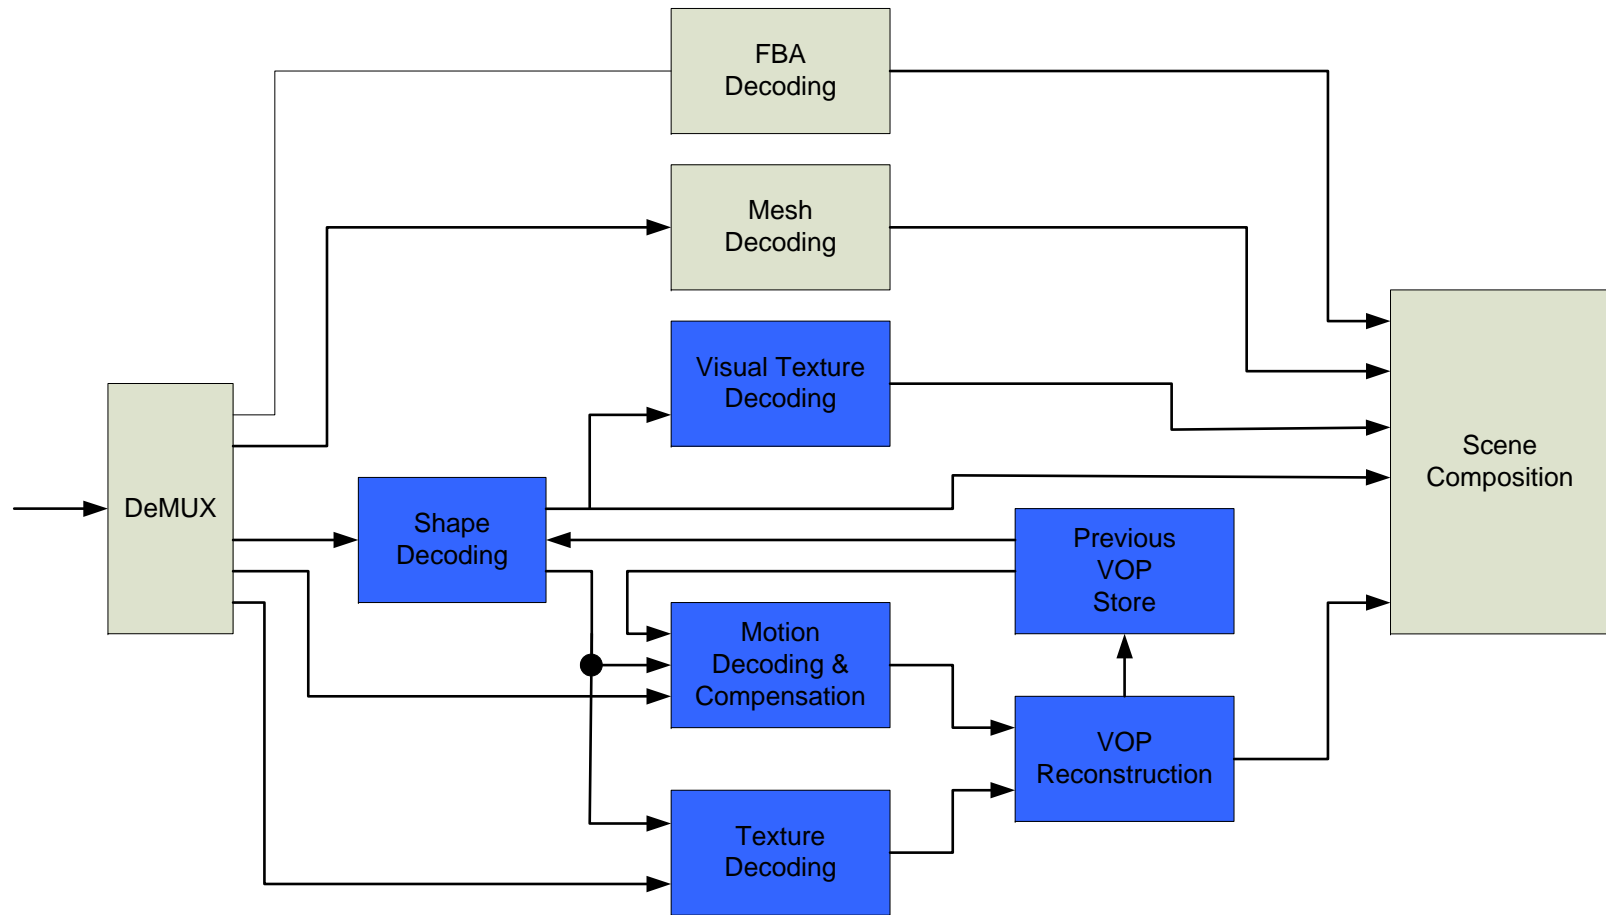 FBA
Decoding
Mesh
Decoding
Visual Texture
Decoding
DeMUX
Shape
Decoding
Scene
Composition
Previous
VOP
Store
Motion
Decoding &
Compensation
VOP
Reconstruction
Texture
Decoding